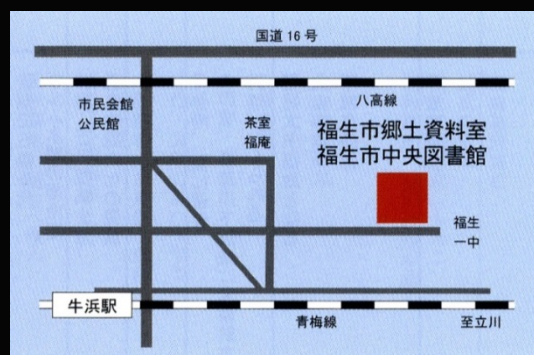 国道16号
八高線
市民会館
公民館
茶室
福庵
福生市郷土資料室
福生市中央図書館
福生
一中
牛浜駅
青梅線
至立川